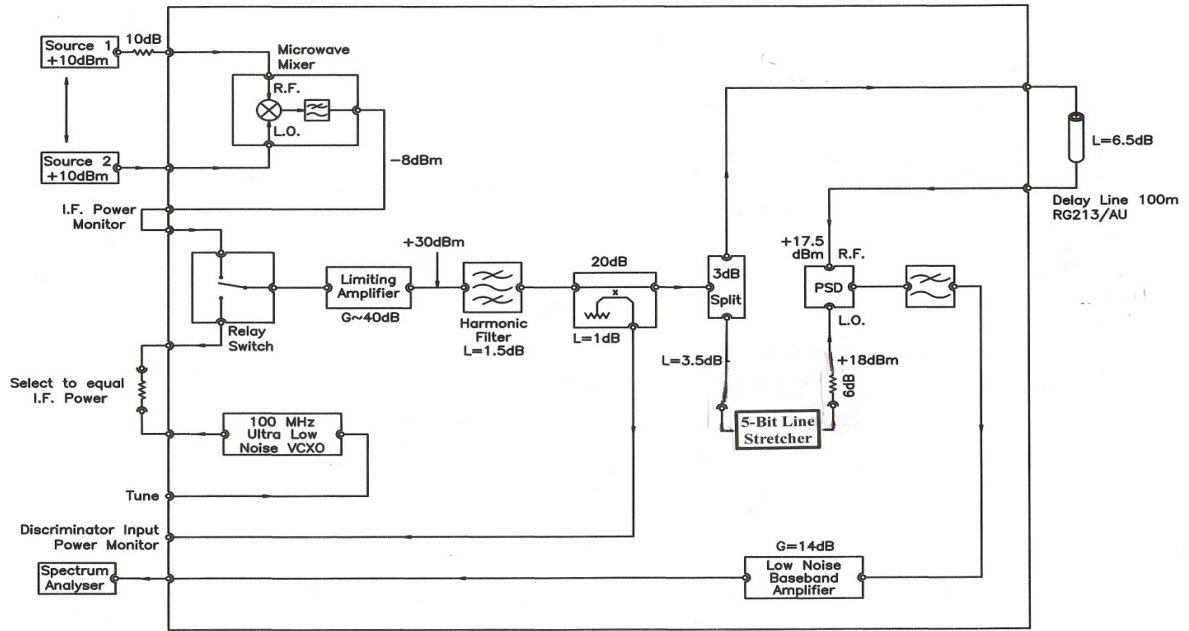 Source 1
+10dBm
10dB
Microwave
Mixer
R.F.
L.O.
Source 2
+10dBm
-8dBm
I.F. Power
Monitor
L=6.5dB
Delay Line 100m
RG213/AU
+30dBm
Limiting
Amplifier
G~40dB
Harmonic
Filter
L=1.5dB
20dB
x
L=1dB
3dB
Split
+17.5
dBm
R.F.
PSD
L.O.
Relay
Switch
L=3.5dB
+18dBm
6dB
Select to equal
I.F. Power
5-Bit Line
Stretcher
100 MHz
Ultra Low
Noise VCXO
Tune
Discriminator Input
Power Monitor
G=14dB
Low Noise
Baseband
Amplifier
Spectrum
Analyser